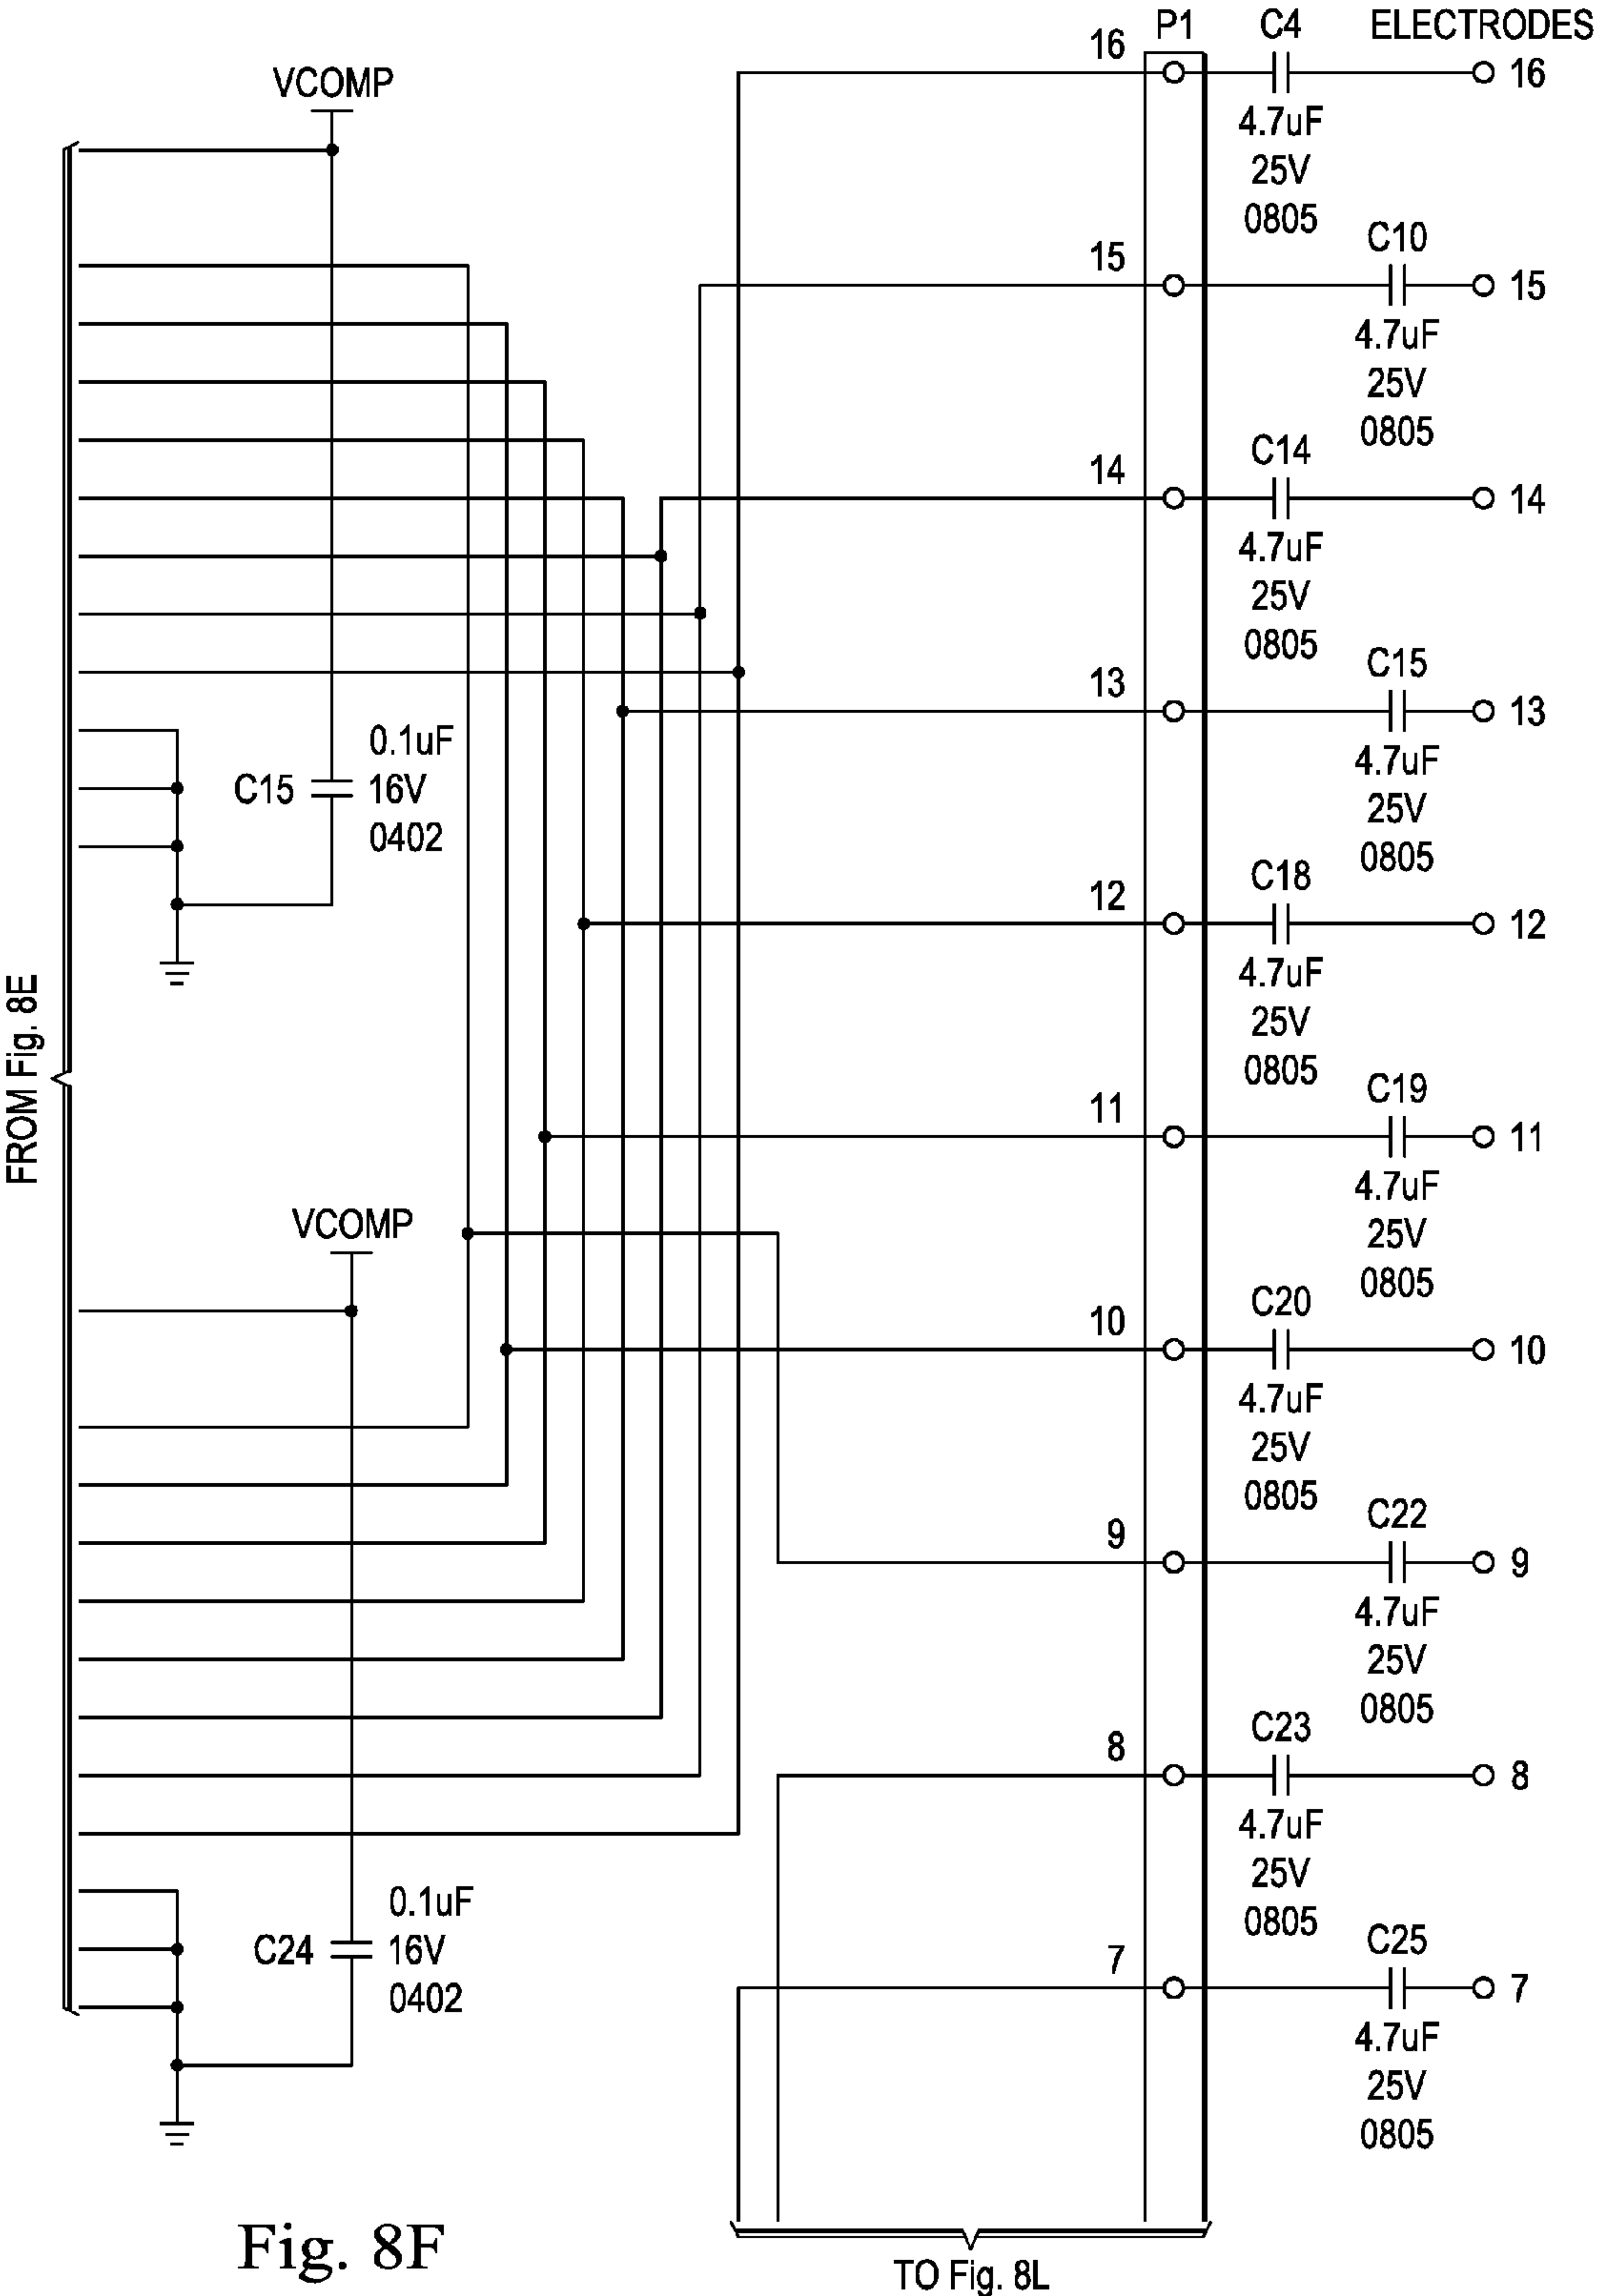 P1 C4 ELECTRODES
16 16
VCOMP
4.7uF
25V
0805
C10
15 15
4.7uF
25V
0805
C14
14 14
4.7uF
25V
0805
C15
13 13
0.1uF
C15 16V
0402
4.7uF
25V
0805
C18
12 12
4.7uF
25V
0805
FROM Fig. 8E
C19
11 11
4.7uF
25V
0805
VCOMP
C20
10 10
4.7uF
25V
0805
C22
9 9
4.7uF
25V
0805
C23
8 8
4.7uF
25V
0805
0.1uF
C24 16V
0402
C25
7 7
4.7uF
25V
0805
Fig. 8F
TO Fig. 8L